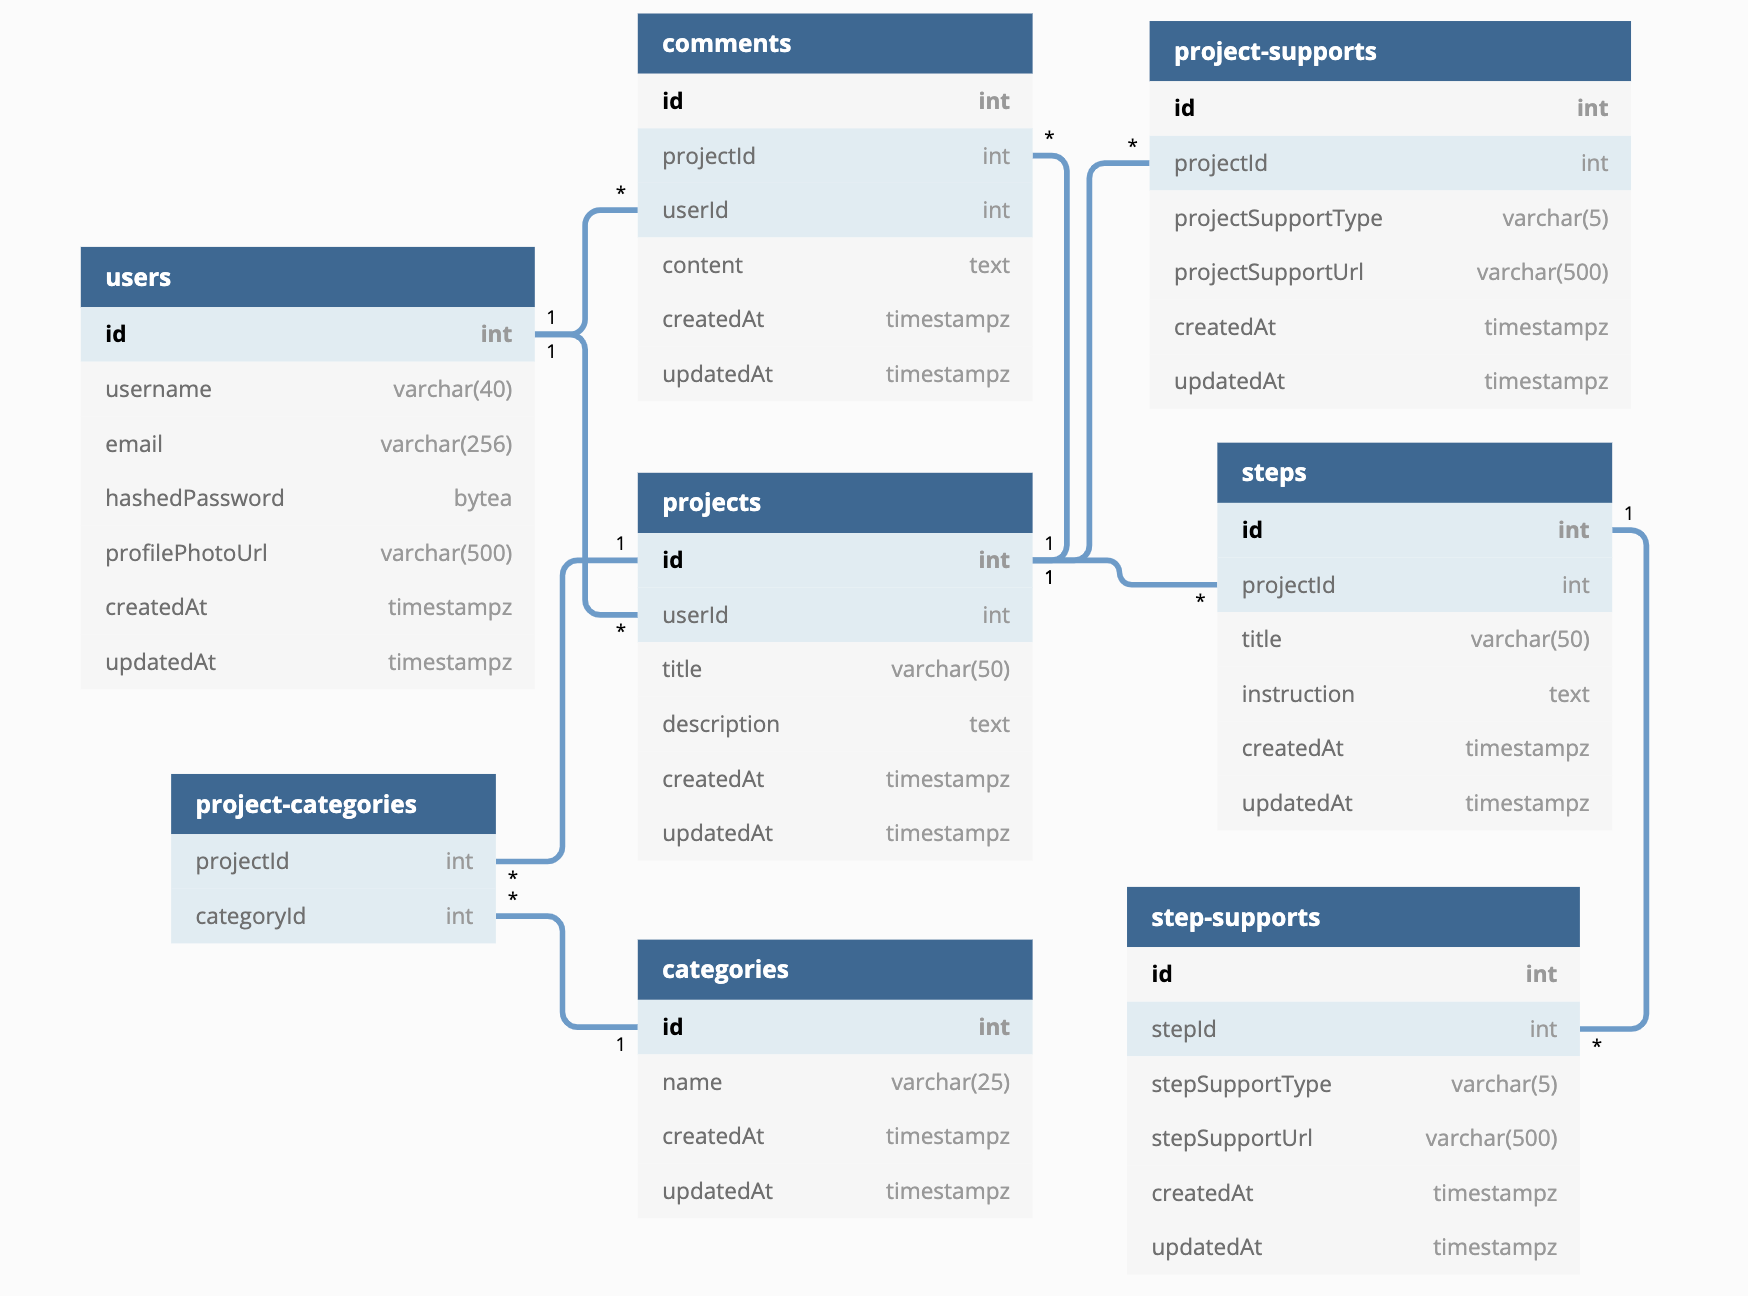 comments
id int
projectId int
userId int
content text
createdAt timestampz
updatedAt timestampz
*
*
project-supports
id int
projectId int
projectSupportType varchar(5)
projectSupportUrl varchar(500)
createdAt timestampz
updatedAt timestampz
*
users
id int
username varchar(40)
email varchar(256)
hashedPassword bytea
profilePhotoUrl varchar(500)
createdAt timestampz
updatedAt timestampz
1
1
projects
id int
userId int
title varchar(50)
description text
createdAt timestampz
updatedAt timestampz
1
*
1
1
steps
id int
projectId int
title varchar(50)
instruction text
createdAt timestampz
updatedAt timestampz
1
*
project-categories
projectId int
categoryId int
*
*
categories
id int
name varchar(25)
createdAt timestampz
updatedAt timestampz
1
step-supports
id int
stepId int
stepSupportType varchar(5)
stepSupportUrl varchar(500)
createdAt timestampz
updatedAt timestampz
*